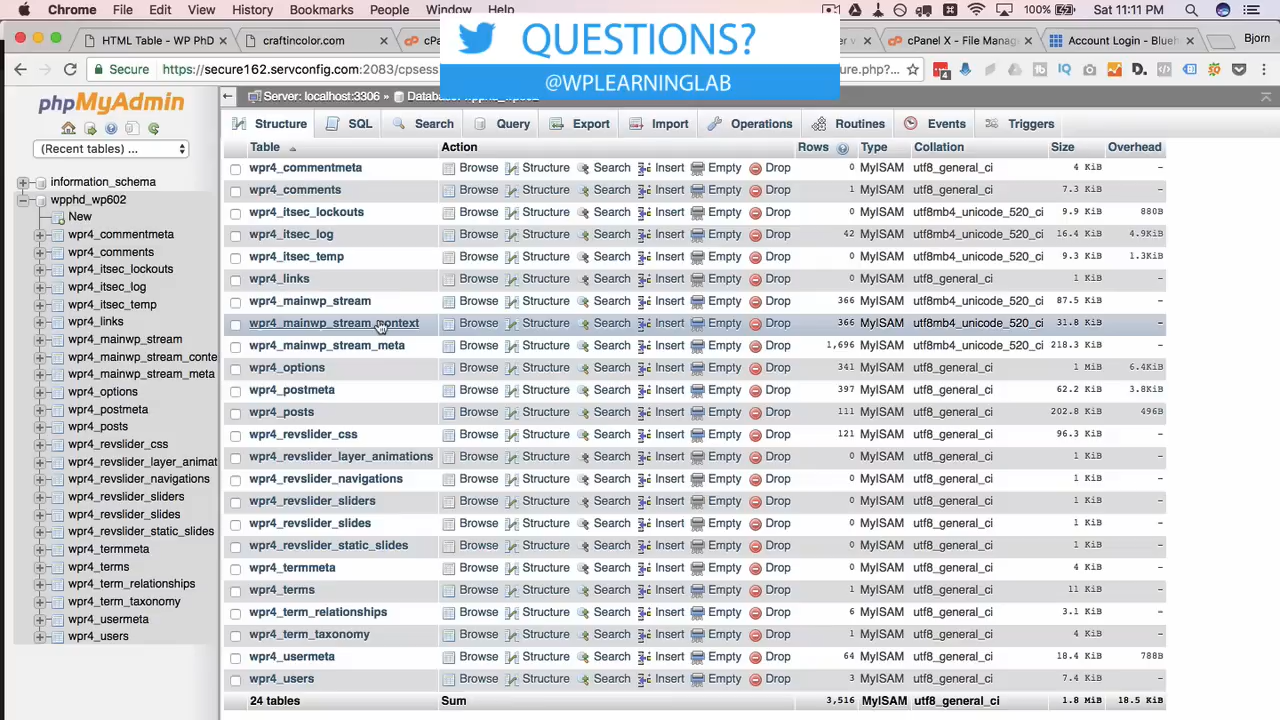 Chrome File Edit View History Bookmarks People Window Help 100% Sat 11:11 PM
QUESTIONS?
@WPLEARNINGLAB
HTML Table - WP PhD craftincolor.com cPa cPanel X - File Manag Account Login - Blueh Bjorn
Secure https://secure162.servconfig.com:2083/cpsess ure.php?...
phpMyAdmin
(Recent tables) ...
information_schema
wpphd_wp602
New
wpr4_commentmeta
wpr4_comments
wpr4_itsec_lockouts
wpr4_itsec_log
wpr4_itsec_temp
wpr4_links
wpr4_mainwp_stream
wpr4_mainwp_stream_conte
wpr4_mainwp_stream_meta
wpr4_options
wpr4_postmeta
wpr4_posts
wpr4_revslider_css
wpr4_revslider_layer_animat
wpr4_revslider_navigations
wpr4_revslider_sliders
wpr4_revslider_slides
wpr4_revslider_static_slides
wpr4_termmeta
wpr4_terms
wpr4_term_relationships
wpr4_term_taxonomy
wpr4_usermeta
wpr4_users
Server: localhost:3306 »
Structure SQL Search Query Export Import Operations Routines Events Triggers
Table Action Rows Type Collation Size Overhead
wpr4_commentmeta Browse Structure Search Insert Empty Drop 0 MyISAM utf8_general_ci 4 KiB -
wpr4_comments Browse Structure Search Insert Empty Drop 1 MyISAM utf8_general_ci 7.3 KiB -
wpr4_itsec_lockouts Browse Structure Search Insert Empty Drop 0 MyISAM utf8mb4_unicode_520_ci 9.9 KiB 880B
wpr4_itsec_log Browse Structure Search Insert Empty Drop 42 MyISAM utf8mb4_unicode_520_ci 16.4 KiB 4.9KiB
wpr4_itsec_temp Browse Structure Search Insert Empty Drop 0 MyISAM utf8mb4_unicode_520_ci 9.3 KiB 1.3KiB
wpr4_links Browse Structure Search Insert Empty Drop 0 MyISAM utf8_general_ci 1 KiB -
wpr4_mainwp_stream Browse Structure Search Insert Empty Drop 366 MyISAM utf8mb4_unicode_520_ci 87.5 KiB -
wpr4_mainwp_stream_context Browse Structure Search Insert Empty Drop 366 MyISAM utf8mb4_unicode_520_ci 31.8 KiB -
wpr4_mainwp_stream_meta Browse Structure Search Insert Empty Drop 1,696 MyISAM utf8mb4_unicode_520_ci 218.3 KiB -
wpr4_options Browse Structure Search Insert Empty Drop 341 MyISAM utf8_general_ci 1 MiB 6.4KiB
wpr4_postmeta Browse Structure Search Insert Empty Drop 397 MyISAM utf8_general_ci 62.2 KiB 3.8KiB
wpr4_posts Browse Structure Search Insert Empty Drop 111 MyISAM utf8_general_ci 202.8 KiB 496B
wpr4_revslider_css Browse Structure Search Insert Empty Drop 121 MyISAM utf8_general_ci 96.3 KiB -
wpr4_revslider_layer_animations Browse Structure Search Insert Empty Drop 0 MyISAM utf8_general_ci 1 KiB -
wpr4_revslider_navigations Browse Structure Search Insert Empty Drop 0 MyISAM utf8_general_ci 1 KiB -
wpr4_revslider_sliders Browse Structure Search Insert Empty Drop 0 MyISAM utf8_general_ci 1 KiB -
wpr4_revslider_slides Browse Structure Search Insert Empty Drop 0 MyISAM utf8_general_ci 1 KiB -
wpr4_revslider_static_slides Browse Structure Search Insert Empty Drop 0 MyISAM utf8_general_ci 1 KiB -
wpr4_termmeta Browse Structure Search Insert Empty Drop 0 MyISAM utf8_general_ci 1 KiB -
wpr4_terms Browse Structure Search Insert Empty Drop 1 MyISAM utf8_general_ci 11 KiB -
wpr4_term_relationships Browse Structure Search Insert Empty Drop 6 MyISAM utf8_general_ci 3.1 KiB -
wpr4_term_taxonomy Browse Structure Search Insert Empty Drop 1 MyISAM utf8_general_ci 4 KiB -
wpr4_usermeta Browse Structure Search Insert Empty Drop 64 MyISAM utf8_general_ci 18.4 KiB 788B
wpr4_users Browse Structure Search Insert Empty Drop 3 MyISAM utf8_general_ci 7.4 KiB -
24 tables Sum 3,516 MyISAM utf8_general_ci 1.8 MiB 18.5 KiB